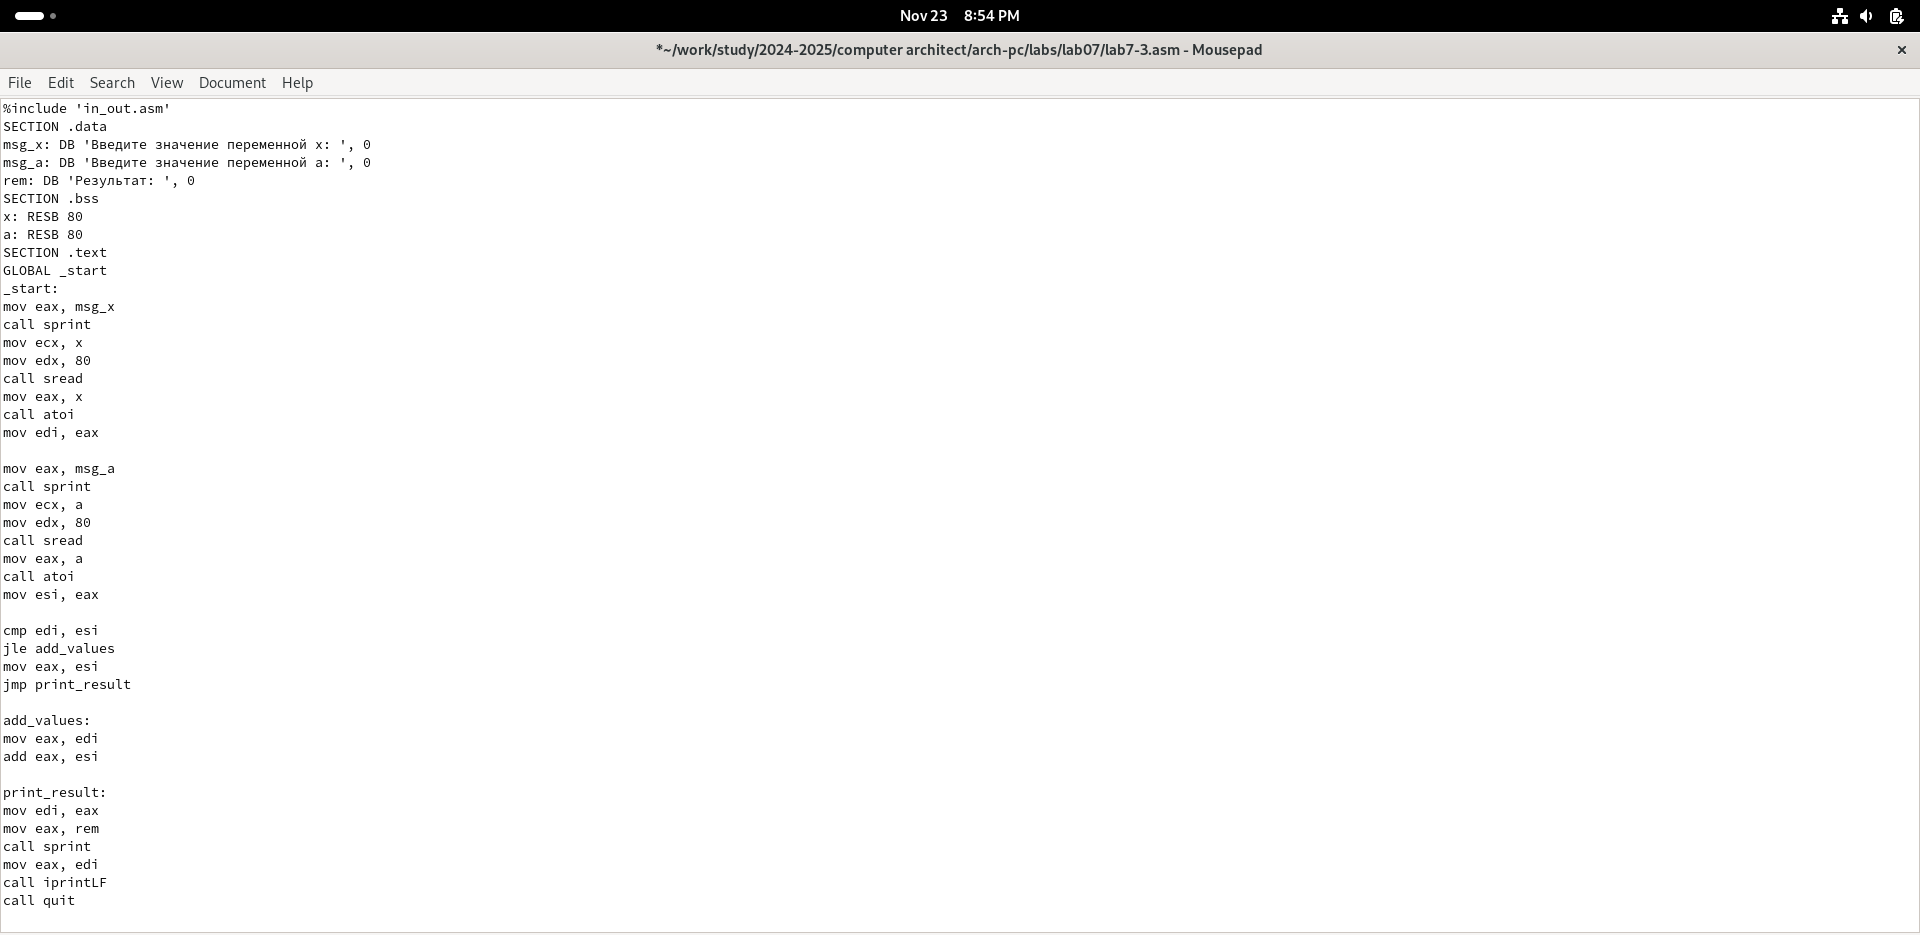 Nov 23 8:54 PM
*~/work/study/2024-2025/computer architect/arch-pc/labs/lab07/lab7-3.asm - Mousepad
File Edit Search View Document Help
%include 'in_out.asm'
SECTION .data
msg_x: DB 'Введите значение переменной x: ', 0
msg_a: DB 'Введите значение переменной a: ', 0
rem: DB 'Результат: ', 0
SECTION .bss
x: RESB 80
a: RESB 80
SECTION .text
GLOBAL _start
_start:
mov eax, msg_x
call sprint
mov ecx, x
mov edx, 80
call sread
mov eax, x
call atoi
mov edi, eax
mov eax, msg_a
call sprint
mov ecx, a
mov edx, 80
call sread
mov eax, a
call atoi
mov esi, eax
cmp edi, esi
jle add_values
mov eax, esi
jmp print_result
add_values:
mov eax, edi
add eax, esi
print_result:
mov edi, eax
mov eax, rem
call sprint
mov eax, edi
call iprintLF
call quit